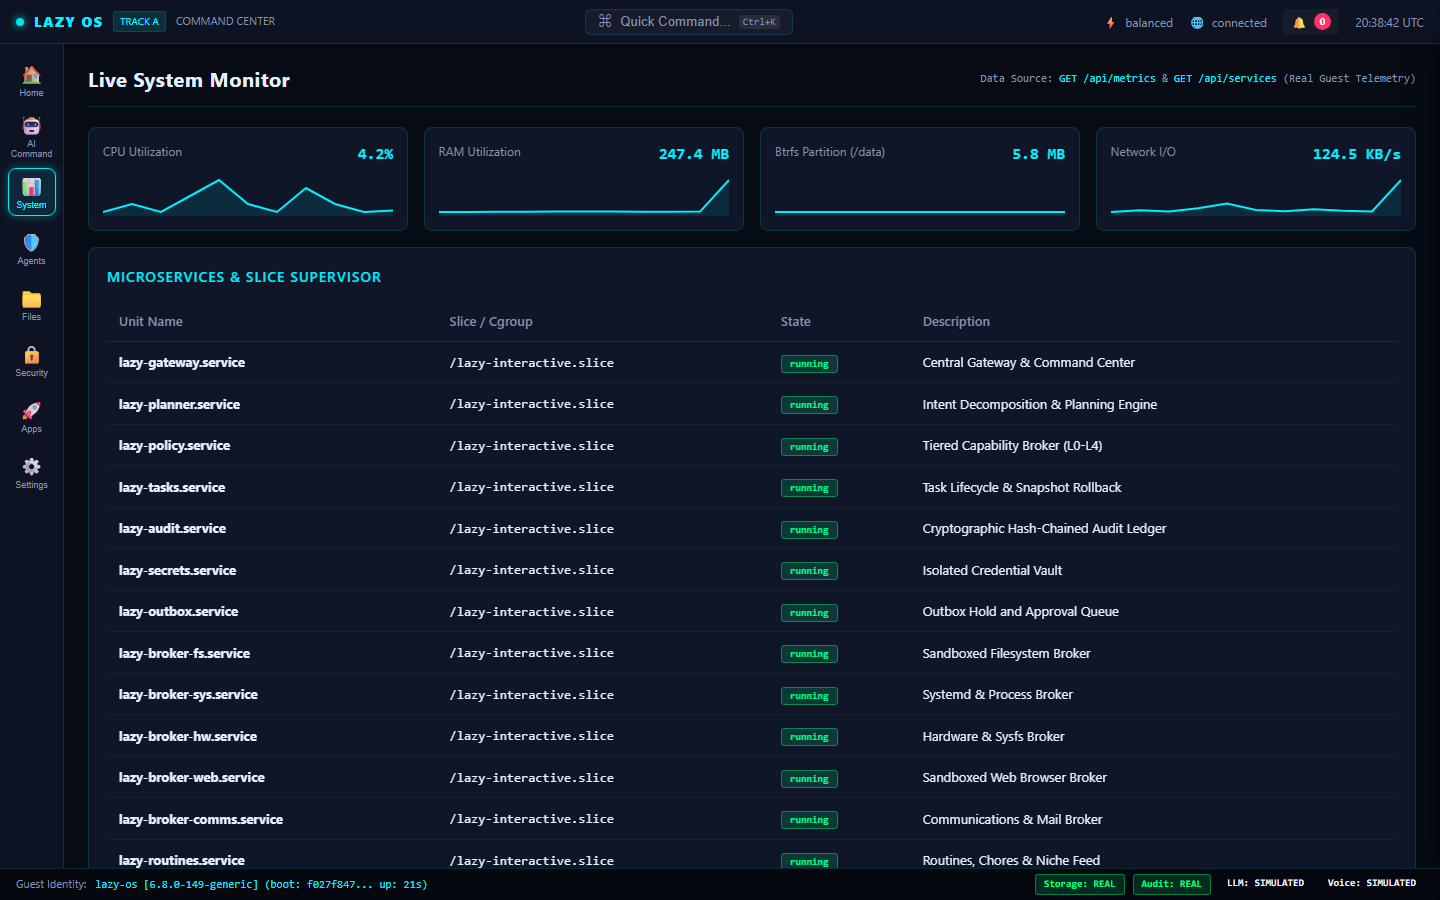 LAZY OS TRACK A COMMAND CENTER ⌘ Quick Command... Ctrl+K balanced connected 0 20:38:42 UTC
Home
AI Command
System
Agents
Files
Security
Apps
Settings
Live System Monitor
Data Source: GET /api/metrics & GET /api/services (Real Guest Telemetry)
CPU Utilization 4.2%
RAM Utilization 247.4 MB
Btrfs Partition (/data) 5.8 MB
Network I/O 124.5 KB/s
MICROSERVICES & SLICE SUPERVISOR
Unit Name Slice / Cgroup State Description
lazy-gateway.service /lazy-interactive.slice running Central Gateway & Command Center
lazy-planner.service /lazy-interactive.slice running Intent Decomposition & Planning Engine
lazy-policy.service /lazy-interactive.slice running Tiered Capability Broker (L0-L4)
lazy-tasks.service /lazy-interactive.slice running Task Lifecycle & Snapshot Rollback
lazy-audit.service /lazy-interactive.slice running Cryptographic Hash-Chained Audit Ledger
lazy-secrets.service /lazy-interactive.slice running Isolated Credential Vault
lazy-outbox.service /lazy-interactive.slice running Outbox Hold and Approval Queue
lazy-broker-fs.service /lazy-interactive.slice running Sandboxed Filesystem Broker
lazy-broker-sys.service /lazy-interactive.slice running Systemd & Process Broker
lazy-broker-hw.service /lazy-interactive.slice running Hardware & Sysfs Broker
lazy-broker-web.service /lazy-interactive.slice running Sandboxed Web Browser Broker
lazy-broker-comms.service /lazy-interactive.slice running Communications & Mail Broker
lazy-routines.service /lazy-interactive.slice running Routines, Chores & Niche Feed
Guest Identity: lazy-os [6.8.0-149-generic] (boot: f027f847... up: 21s) Storage: REAL Audit: REAL LLM: SIMULATED Voice: SIMULATED